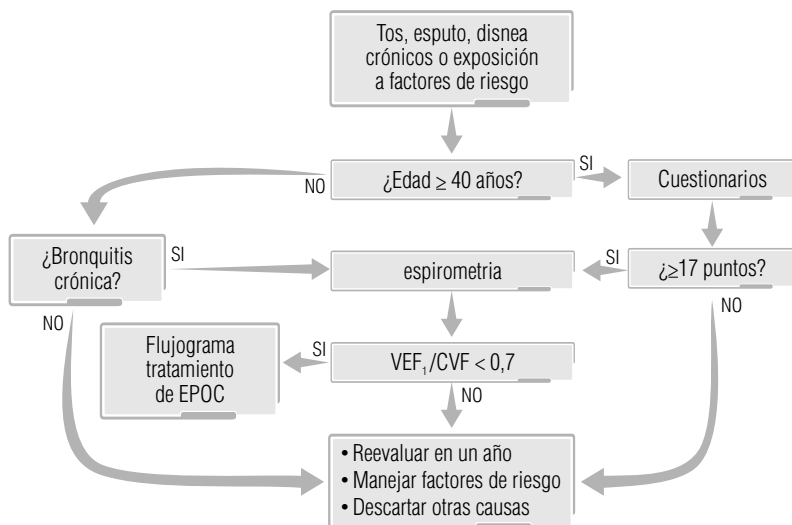 Tos, esputo, disnea
crónicos o exposición
a factores de riesgo
NO
¿Edad ≥ 40 años?
SI
Cuestionarios
¿Bronquitis
crónica?
SI
espirometria
SI
¿≥17 puntos?
NO
NO
Flujograma
tratamiento
de EPOC
SI
VEF₁/CVF < 0,7
NO
• Reevaluar en un año
• Manejar factores de riesgo
• Descartar otras causas